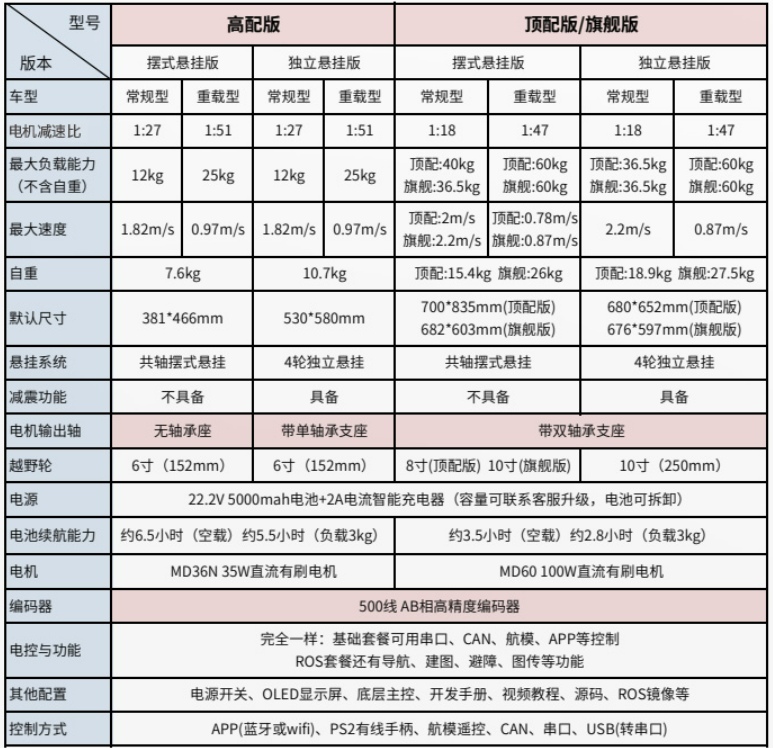 型号
版本
高配版 顶配版/旗舰版
摆式悬挂版 独立悬挂版 摆式悬挂版 独立悬挂版
车型 常规型 重载型 常规型 重载型 常规型 重载型 常规型 重载型
电机减速比 1:27 1:51 1:27 1:51 1:18 1:47 1:18 1:47
最大负载能力
（不含自重）
12kg 25kg 12kg 25kg
顶配:40kg
旗舰:36.5kg
顶配:60kg
旗舰:60kg
顶配:36.5kg
旗舰:36.5kg
顶配:60kg
旗舰:60kg
最大速度 1.82m/s 0.97m/s 1.82m/s 0.97m/s
顶配:2m/s
旗舰:2.2m/s
顶配:0.78m/s
旗舰:0.87m/s
2.2m/s 0.87m/s
自重 7.6kg 10.7kg 顶配:15.4kg 旗舰:26kg 顶配:18.9kg 旗舰:27.5kg
默认尺寸 381*466mm 530*580mm
700*835mm(顶配版)
682*603mm(旗舰版)
680*652mm(顶配版)
676*597mm(旗舰版)
悬挂系统 共轴摆式悬挂 4轮独立悬挂 共轴摆式悬挂 4轮独立悬挂
减震功能 不具备 具备 不具备 具备
电机输出轴 无轴承座 带单轴承支座 带双轴承支座
越野轮 6寸（152mm） 6寸（152mm） 8寸(顶配版) 10寸(旗舰版) 10寸（250mm）
电源 22.2V 5000mah电池+2A电流智能充电器（容量可联系客服升级，电池可拆卸）
电池续航能力 约6.5小时（空载）约5.5小时（负载3kg） 约3.5小时（空载）约2.8小时（负载3kg）
电机 MD36N 35W直流有刷电机 MD60 100W直流有刷电机
编码器 500线 AB相高精度编码器
电控与功能
完全一样：基础套餐可用串口、CAN、航模、APP等控制
ROS套餐还有导航、建图、避障、图传等功能
其他配置 电源开关、OLED显示屏、底层主控、开发手册、视频教程、源码、ROS镜像等
控制方式 APP(蓝牙或wifi)、PS2有线手柄、航模遥控、CAN、串口、USB(转串口)